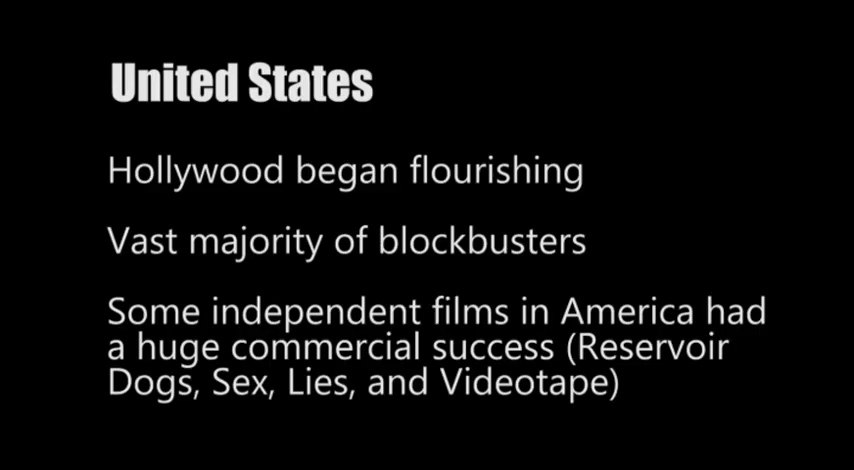 United States
Hollywood began flourishing
Vast majority of blockbusters
Some independent films in America had
a huge commercial success (Reservoir
Dogs, Sex, Lies, and Videotape)